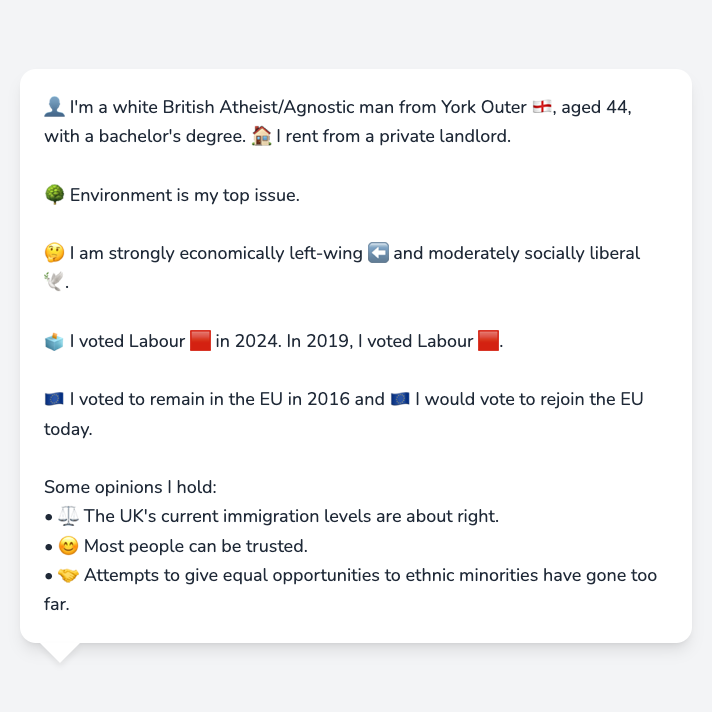 👤 I'm a white British Atheist/Agnostic man from York Outer 🏴󠁧󠁢󠁥󠁮󠁧󠁿, aged 44,
with a bachelor's degree. 🏠 I rent from a private landlord.
🌳 Environment is my top issue.
🤔 I am strongly economically left-wing ⬅️ and moderately socially liberal
🕊️.
🗳️ I voted Labour 🟥 in 2024. In 2019, I voted Labour 🟥.
🇪🇺 I voted to remain in the EU in 2016 and 🇪🇺 I would vote to rejoin the EU
today.
Some opinions I hold:
• ⚖️ The UK's current immigration levels are about right.
• 😊 Most people can be trusted.
• 🤝 Attempts to give equal opportunities to ethnic minorities have gone too
far.